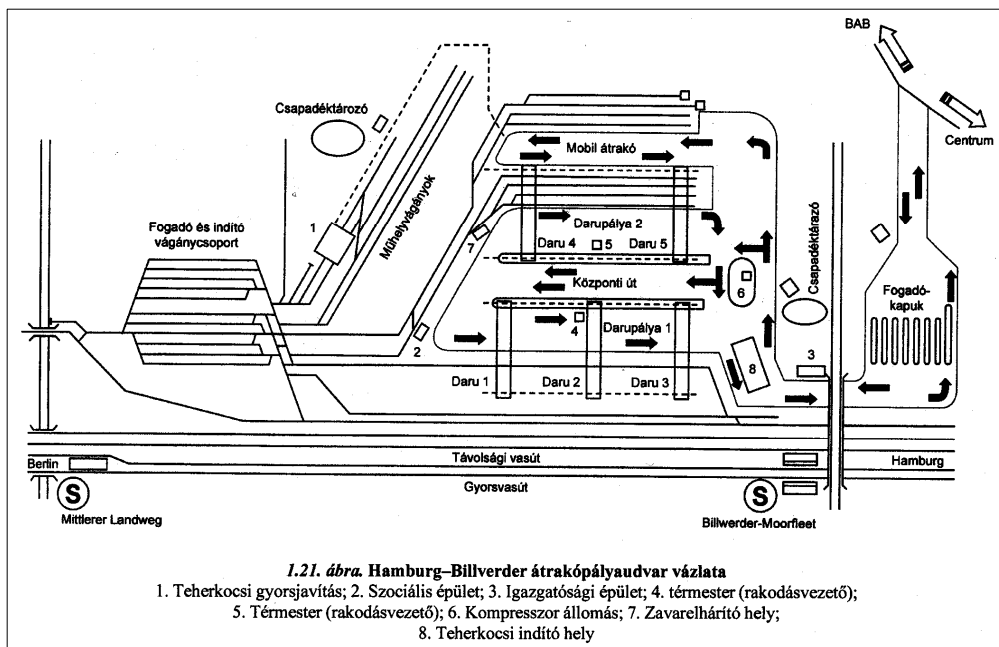 BAB
Centrum
Csapadéktározó
Mobil átrakó
Műhelyvágányok
1
Fogadó és indító
vágánycsoport
7
Darupálya 2
Daru 4
5
Daru 5
Központi út
6
Csapadéktárazó
Fogadó-
kapuk
4
Darupálya 1
2
8
3
Daru 1
Daru 2
Daru 3
Berlin
Távolsági vasút
Hamburg
S
Gyorsvasút
S
Mittlerer Landweg
Billwerder-Moorfleet
1.21. ábra. Hamburg–Billverder átrakópályaudvar vázlata
1. Teherkocsi gyorsjavítás; 2. Szociális épület; 3. Igazgatósági épület; 4. térmester (rakodásvezető);
5. Térmester (rakodásvezető); 6. Kompresszor állomás; 7. Zavarelhárító hely;
8. Teherkocsi indító hely